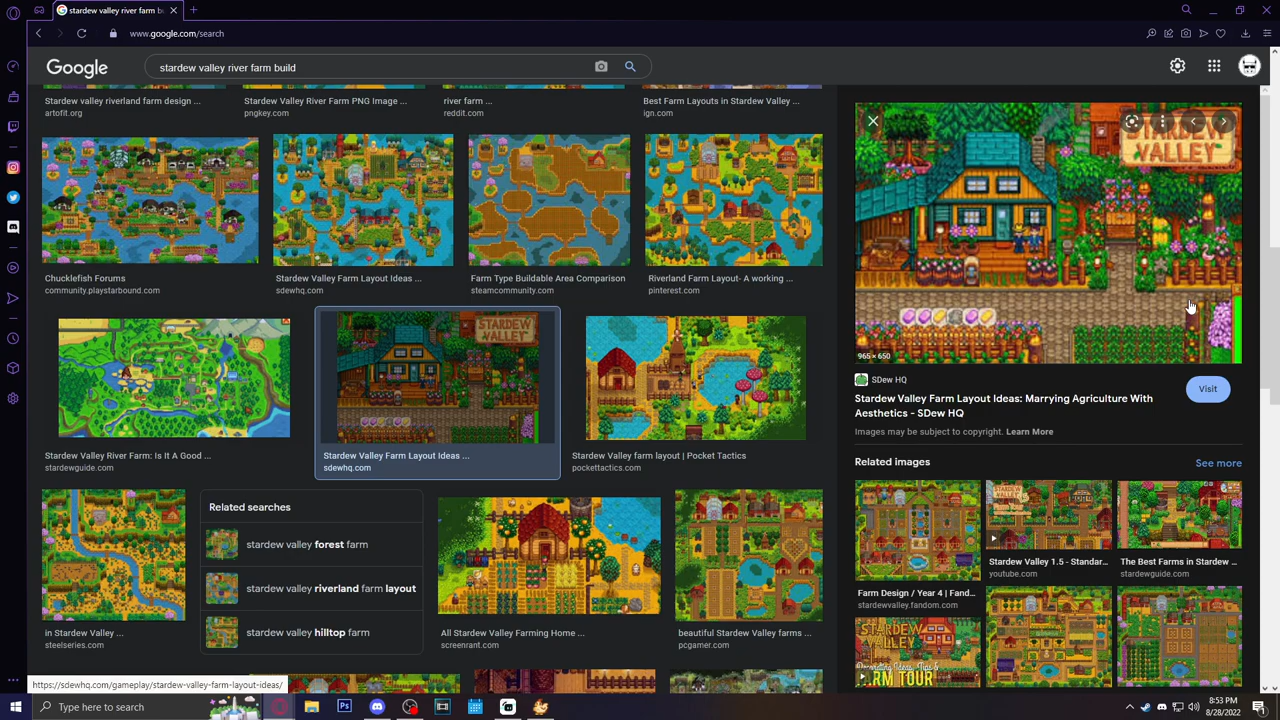 stardew valley river farm b
www.google.com/search
Google
stardew valley river farm build
Stardew valley riverland farm design ...
artofit.org
Stardew Valley River Farm PNG Image ...
pngkey.com
river farm ...
reddit.com
Best Farm Layouts in Stardew Valley ...
ign.com
Chucklefish Forums
community.playstarbound.com
Stardew Valley Farm Layout Ideas ...
sdewhq.com
Farm Type Buildable Area Comparison
steamcommunity.com
Riverland Farm Layout- A working ...
pinterest.com
STARDEW
VALLEY
Stardew Valley River Farm: Is It A Good ...
stardewguide.com
STARDEW
VALLEY
Stardew Valley Farm Layout Ideas ...
sdewhq.com
Stardew Valley farm layout | Pocket Tactics
pockettactics.com
in Stardew Valley ...
steelseries.com
Related searches
stardew valley forest farm
stardew valley riverland farm layout
stardew valley hilltop farm
All Stardew Valley Farming Home ...
screenrant.com
beautiful Stardew Valley farms ...
pcgamer.com
965 × 650
SDew HQ
Visit
Stardew Valley Farm Layout Ideas: Marrying Agriculture With
Aesthetics - SDew HQ
Images may be subject to copyright. Learn More
Related images
See more
Farm Design / Year 4 | Fand...
stardewvalley.fandom.com
Stardew Valley 1.5 - Standar...
youtube.com
The Best Farms in Stardew ...
stardewguide.com
STARDEW
VALLEY
FARM
TOUR
https://sdewhq.com/gameplay/stardew-valley-farm-layout-ideas/
Type here to search
8:53 PM
8/28/2022